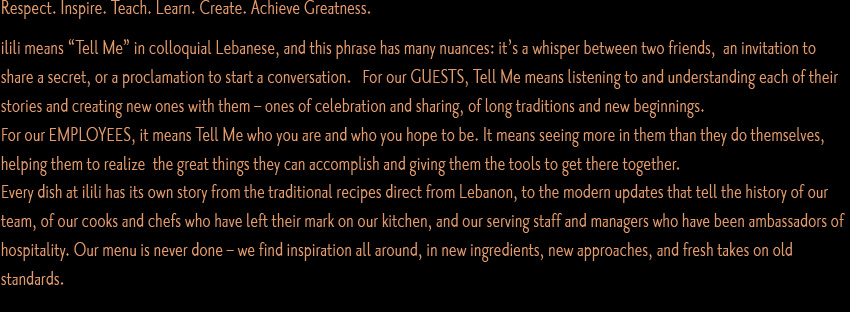 Respect. Inspire. Teach. Learn. Create. Achieve Greatness.
ilili means “Tell Me” in colloquial Lebanese, and this phrase has many nuances: it’s a whisper between two friends,  an invitation to
share a secret, or a proclamation to start a conversation.   For our GUESTS, Tell Me means listening to and understanding each of their
stories and creating new ones with them – ones of celebration and sharing, of long traditions and new beginnings.
For our EMPLOYEES, it means Tell Me who you are and who you hope to be. It means seeing more in them than they do themselves,
helping them to realize  the great things they can accomplish and giving them the tools to get there together.
Every dish at ilili has its own story from the traditional recipes direct from Lebanon, to the modern updates that tell the history of our
team, of our cooks and chefs who have left their mark on our kitchen, and our serving staff and managers who have been ambassadors of
hospitality. Our menu is never done – we find inspiration all around, in new ingredients, new approaches, and fresh takes on old
standards.